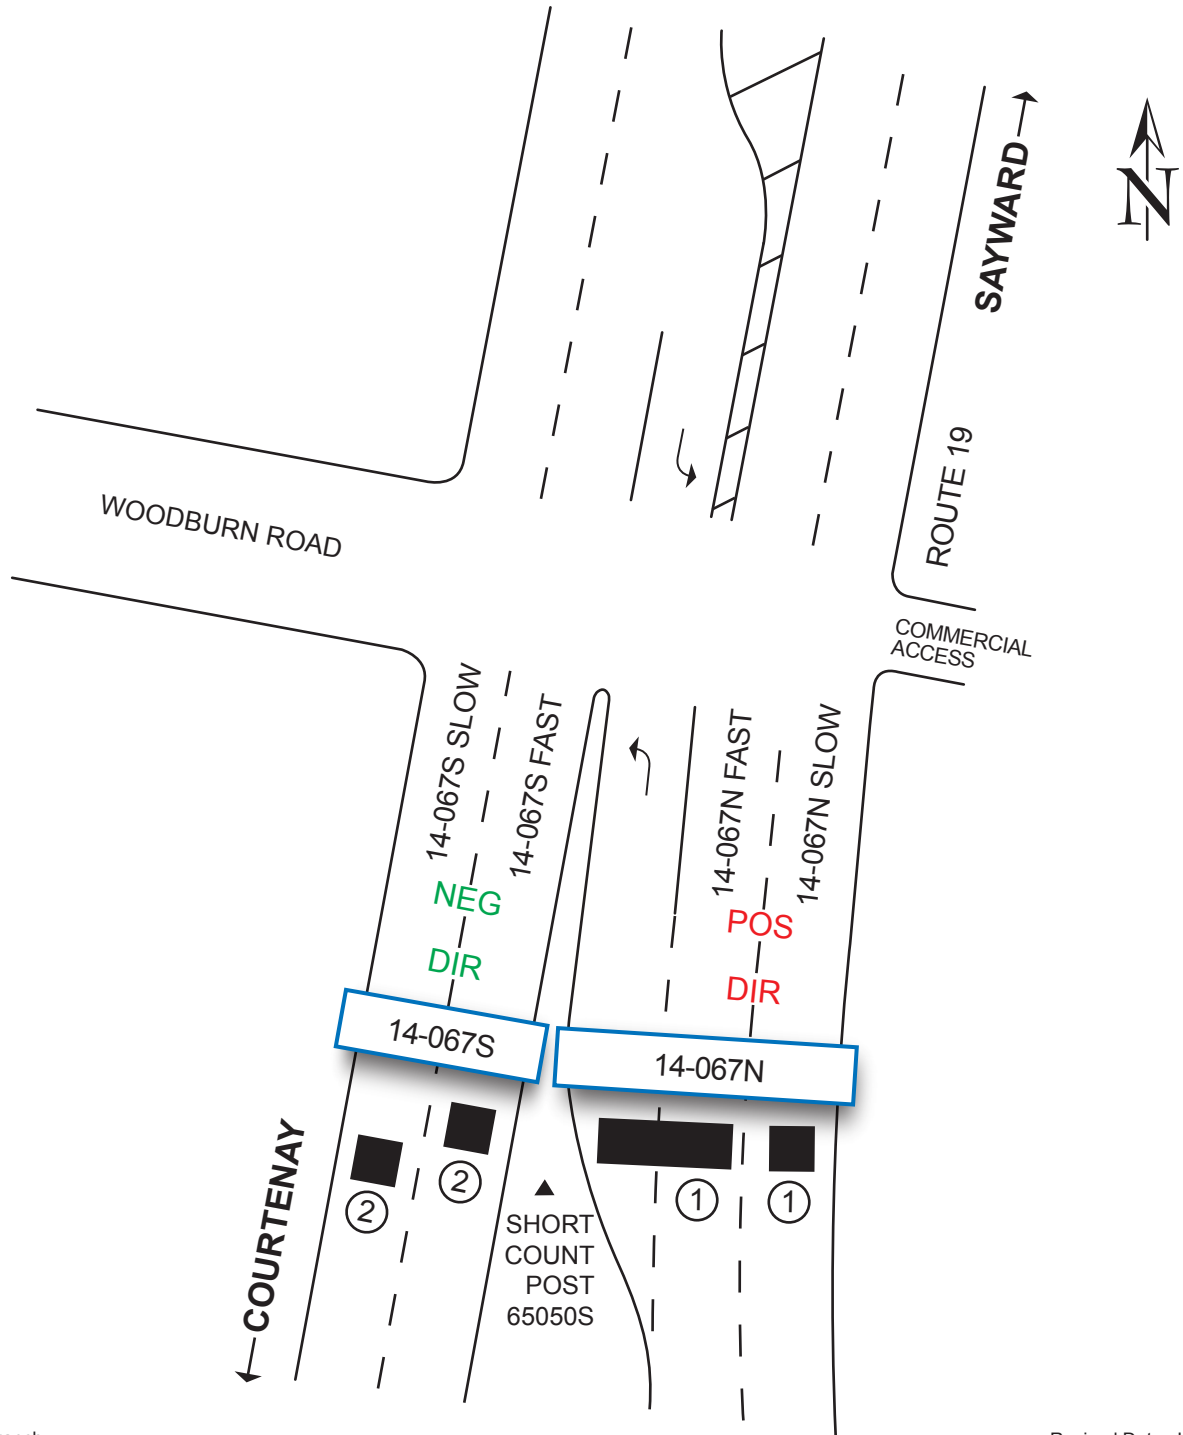 SAYWARD
N
ROUTE 19
WOODBURN ROAD
COMMERCIAL
ACCESS
14-067S SLOW
14-067S FAST
14-067N FAST
14-067N SLOW
NEG
DIR
POS
DIR
14-067S
14-067N
2
2
1
1
SHORT
COUNT
POST
65050S
COURTENAY